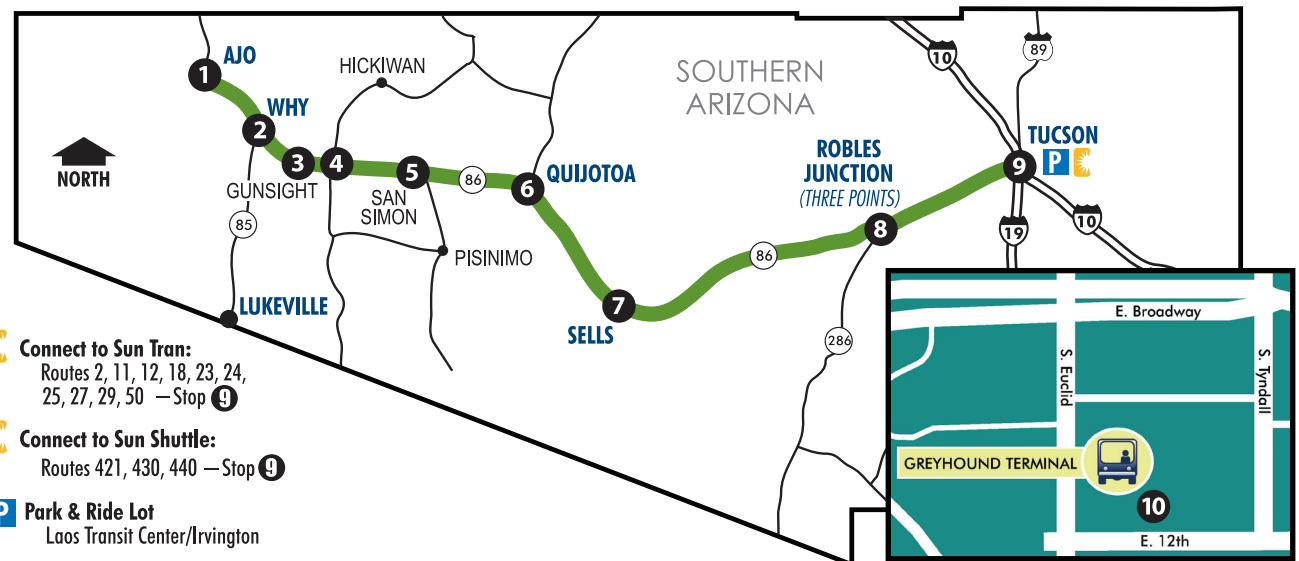 AJO
1
HICKIWAN
WHY
2
3
4
5
GUNSIGHT
SAN
SIMON
86
6
QUIJOTOA
NORTH
85
PISINIMO
LUKEVILLE
7
SELLS
SOUTHERN
ARIZONA
10
89
ROBLES
JUNCTION
(THREE POINTS)
TUCSON
P
9
8
86
19
10
286
Connect to Sun Tran:
Routes 2, 11, 12, 18, 23, 24,
25, 27, 29, 50 – Stop 9
Connect to Sun Shuttle:
Routes 421, 430, 440 – Stop 9
P Park & Ride Lot
Laos Transit Center/Irvington
E. Broadway
S. Euclid
S. Tyndall
GREYHOUND TERMINAL
10
E. 12th